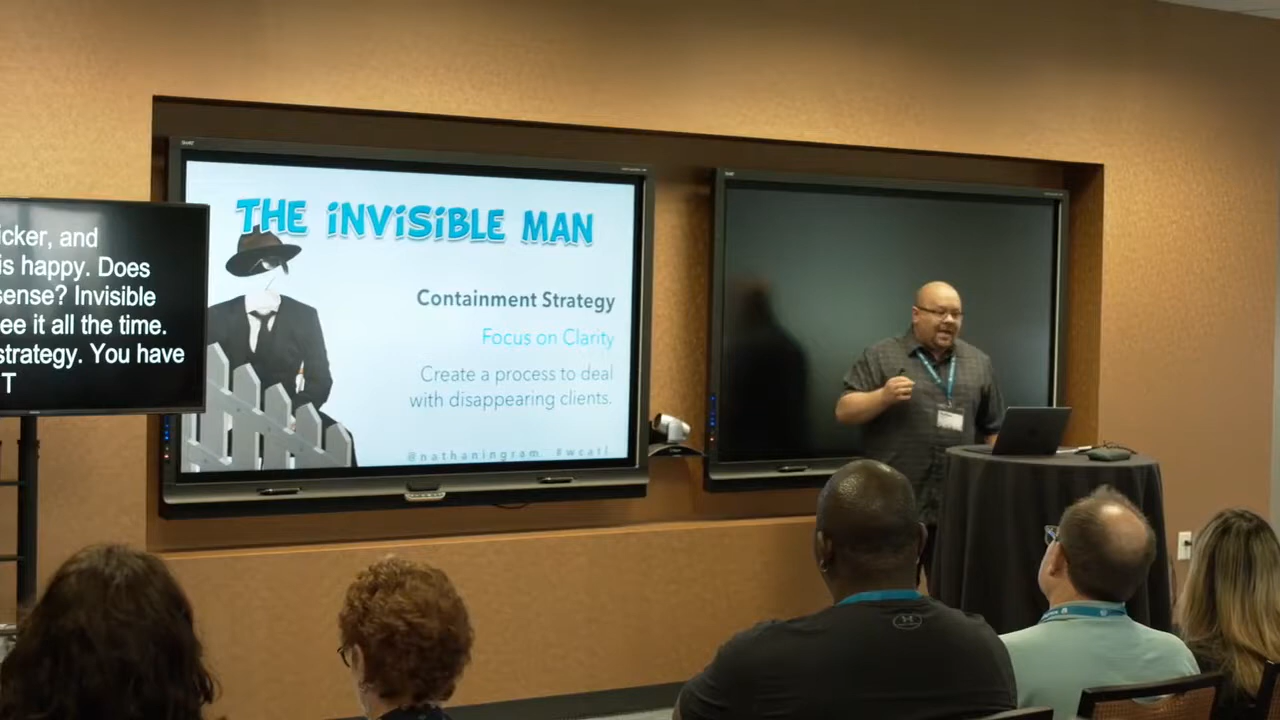 icker, and
is happy. Does
sense? Invisible
ee it all the time.
strategy. You have
T
THE iNViSiBLE MAN
Containment Strategy
Focus on Clarity
Create a process to deal
with disappearing clients.
@nathaningram #wcatl